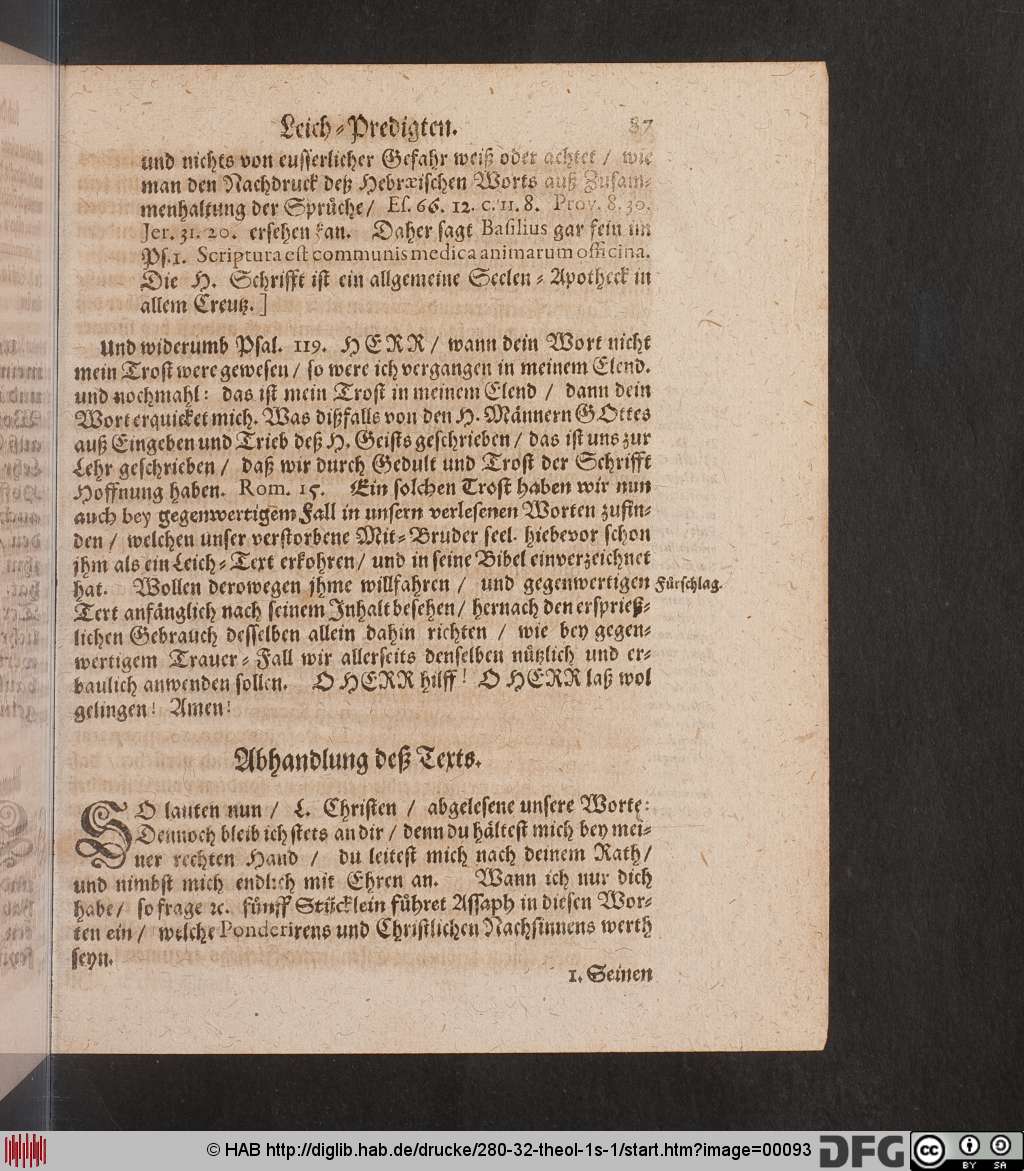 Leich-Predigten. 87
und nichts von eusserlicher Gefahr weiß oder achtet / wie
man den Nachdruck deß Hebræischen Worts auß Zusam-
menhaltung der Sprüche/ Es. 66. 12. c. 11. 8. Prov. 8. 30.
Jer. 31. 20. ersehen kan. Daher sagt Basilius gar fein im
Ps. 1. Scriptura est communis medica animarum officina.
Die H. Schrifft ist ein allgemeine Seelen-Apotheck in
allem Creutz.]
Und widerumb Psal. 119. HERR / wann dein Wort nicht
mein Trost were gewesen / so were ich vergangen in meinem Elend.
und nochmahl: das ist mein Trost in meinem Elend / dann dein
Wort erquicket mich. Was dißfalls von den H. Männern GOttes
auß Eingeben und Trieb deß H. Geists geschrieben / das ist uns zur
Lehr geschrieben / daß wir durch Gedult und Trost der Schrifft
Hoffnung haben. Rom. 15. Ein solchen Trost haben wir nun
auch bey gegenwertigem Fall in unsern verlesenen Worten zufin-
den / welchen unser verstorbene Mit-Bruder seel. hiebevor schon
jhm als ein Leich-Text erkohren / und in seine Bibel einverzeichnet
hat. Wollen derowegen jhme willfahren / und gegenwertigen Fürschlag.
Text anfänglich nach seinem Inhalt besehen / hernach den ersprieß-
lichen Gebrauch desselben allein dahin richten / wie bey gegen-
wertigem Trauer-Fall wir allerseits denselben nützlich und er-
baulich anwenden sollen. O HERR hilff! O HERR laß wol
gelingen! Amen!
Abhandlung deß Texts.
SO lauten nun / L. Christen / abgelesene unsere Worte:
Dennoch bleib ich stets an dir / denn du hältest mich bey mei-
ner rechten Hand / du leitest mich nach deinem Rath /
und nimbst mich endlich mit Ehren an. Wann ich nur dich
habe / so frage ꝛc. fünff Stücklein führet Assaph in diesen Wor-
ten ein / welche Ponderirens und Christlichen Nachsinnens werth
seyn.
1. Seinen
© HAB http://diglib.hab.de/drucke/280-32-theol-1s-1/start.htm?image=00093 DFG cc BY SA